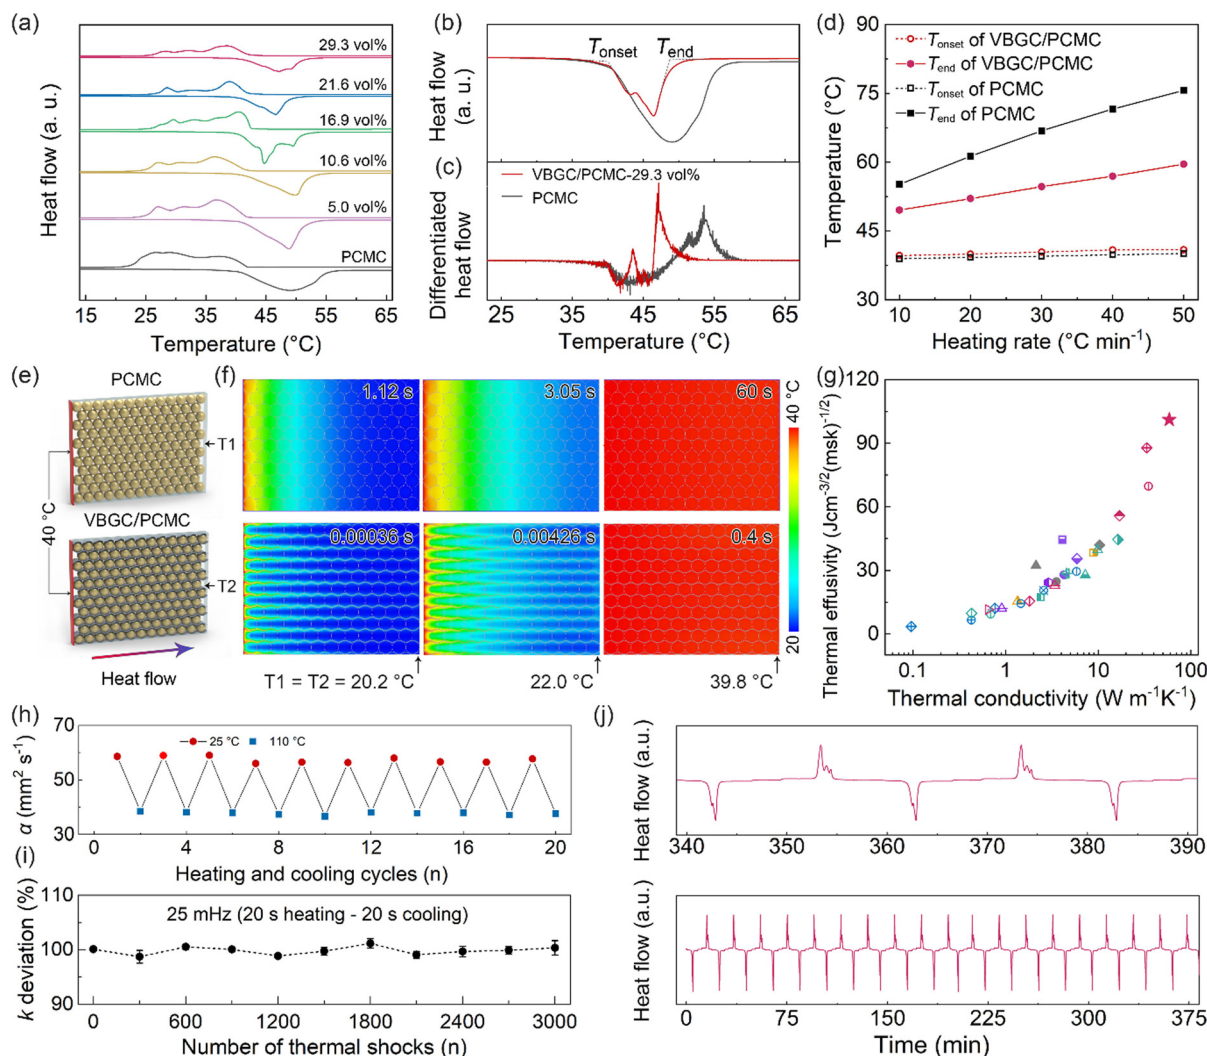 (a)
29.3 vol%
21.6 vol%
16.9 vol%
10.6 vol%
5.0 vol%
PCMC
Heat flow (a. u.)
15 25 35 45 55 65
Temperature (°C)
(b)
Tonset
Tend
Heat flow
(a. u.)
(c)
VBGC/PCMC-29.3 vol%
PCMC
Differentiated
heat flow
25 35 45 55 65
Temperature (°C)
(d)
90
75
60
45
30
Tonset of VBGC/PCMC
Tend of VBGC/PCMC
Tonset of PCMC
Tend of PCMC
Temperature (°C)
10 20 30 40 50
Heating rate (°C min-1)
(e)
PCMC
T1
40 °C
VBGC/PCMC
T2
Heat flow
(f)
1.12 s
3.05 s
60 s
0.00036 s
0.00426 s
0.4 s
40 °C
20
T1 = T2 = 20.2 °C
22.0 °C
39.8 °C
(g)
120
90
60
30
0
Thermal effusivity (Jcm-3/2(msk)-1/2)
0.1 1 10 100
Thermal conductivity (W m-1K-1)
(h)
70
50
30
25 °C
110 °C
α (mm2 s-1)
0 4 8 12 16 20
Heating and cooling cycles (n)
(i)
110
100
90
25 mHz (20 s heating - 20 s cooling)
k deviation (%)
0 600 1200 1800 2400 3000
Number of thermal shocks (n)
(j)
Heat flow (a.u.)
340 350 360 370 380 390
Heat flow (a.u.)
0 75 150 225 300 375
Time (min)